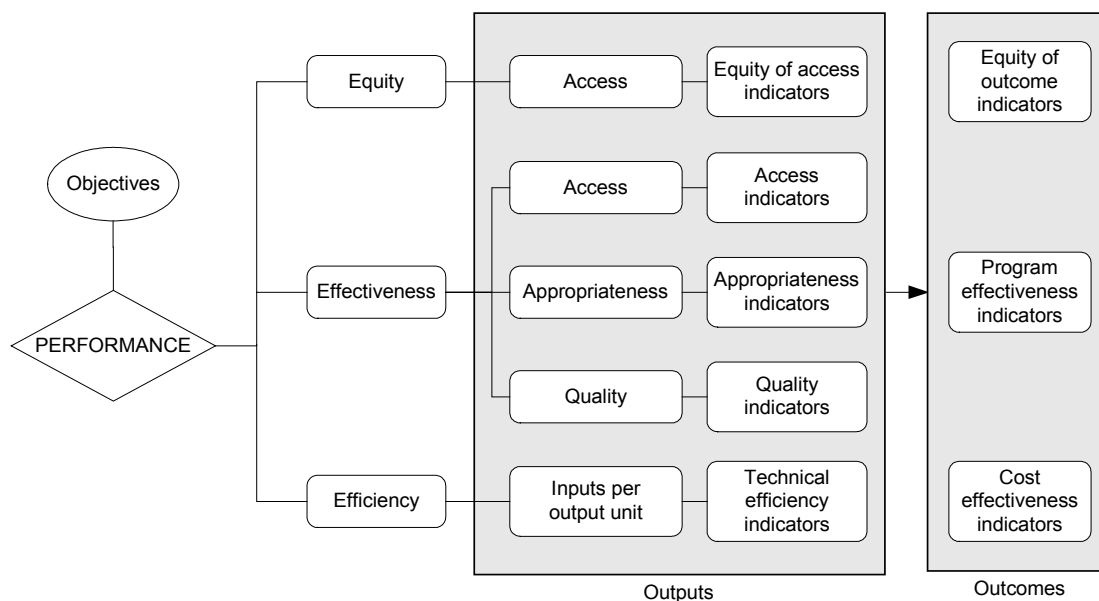 Objectives
PERFORMANCE
Equity
Effectiveness
Efficiency
Access
Equity of access
indicators
Access
Access
indicators
Appropriateness
Appropriateness
indicators
Quality
Quality
indicators
Inputs per
output unit
Technical
efficiency
indicators
Outputs
Equity of
outcome
indicators
Program
effectiveness
indicators
Cost
effectiveness
indicators
Outcomes